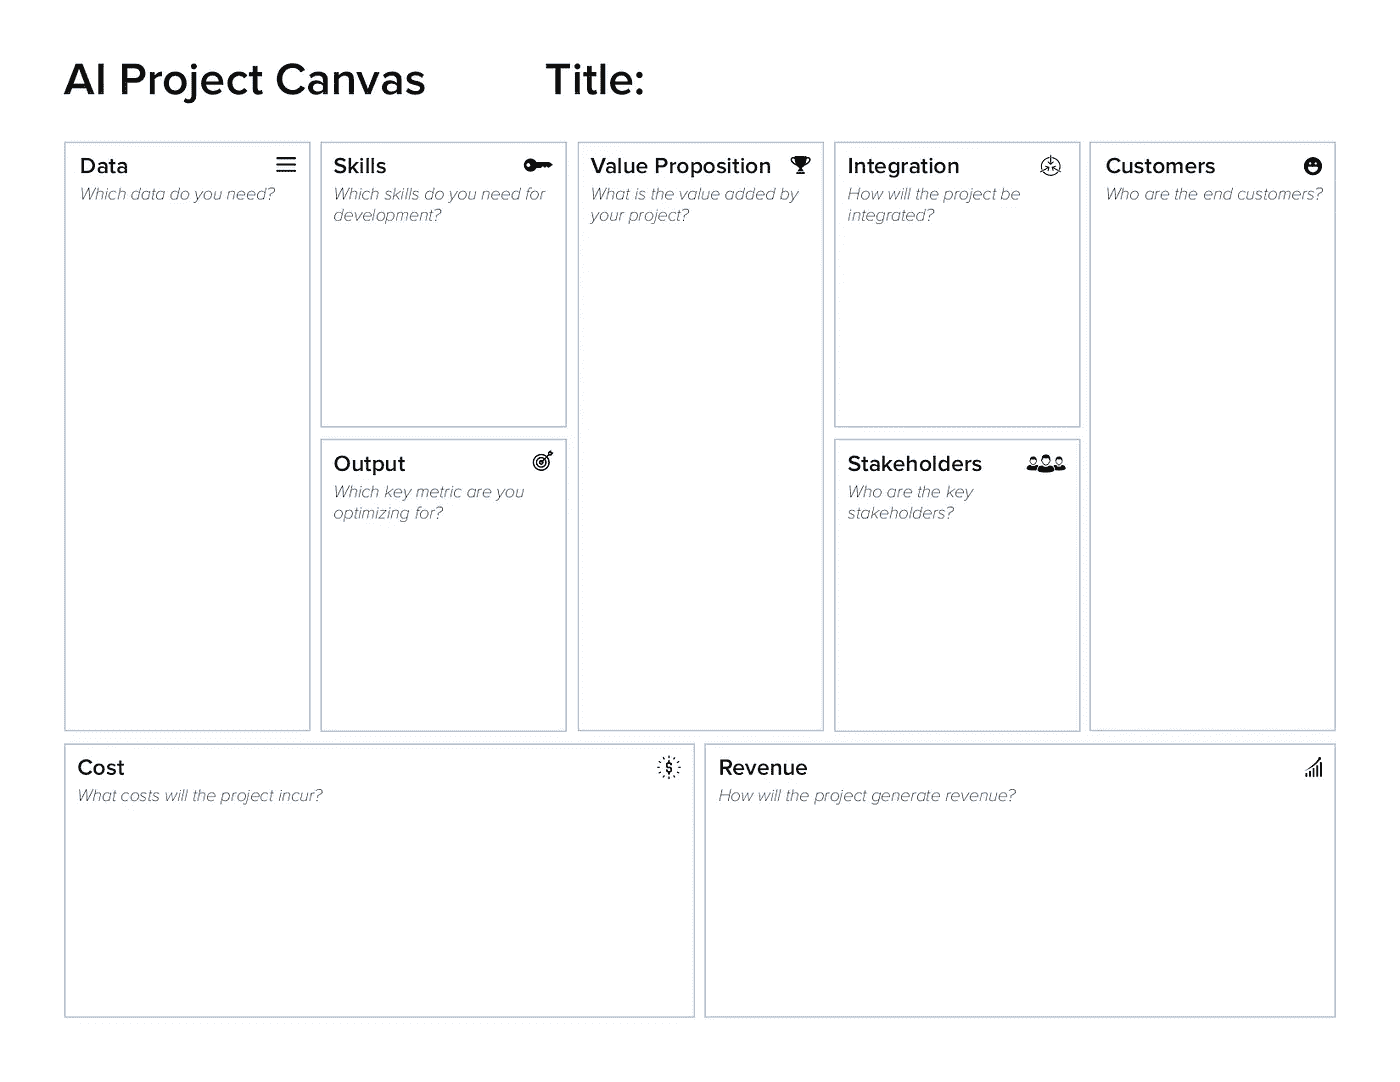 AI Project Canvas
Title:
Data
Which data do you need?
Skills
Which skills do you need for
development?
Output
Which key metric are you
optimizing for?
Value Proposition
What is the value added by
your project?
Integration
How will the project be
integrated?
Stakeholders
Who are the key
stakeholders?
Customers
Who are the end customers?
Cost
$
What costs will the project incur?
Revenue
How will the project generate revenue?